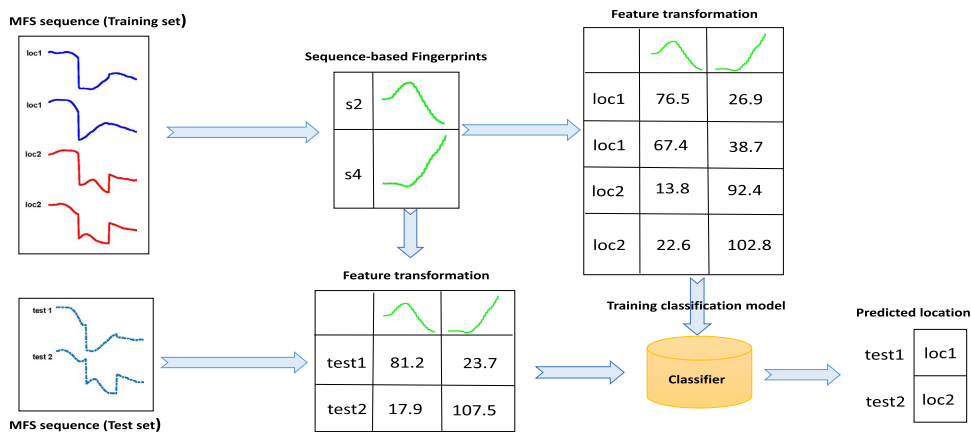 MFS sequence (Training set)
loc1
loc1
loc2
loc2
Sequence-based Fingerprints
s2
s4
Feature transformation
loc1 76.5 26.9
loc1 67.4 38.7
loc2 13.8 92.4
loc2 22.6 102.8
test 1
test 2
MFS sequence (Test set)
Feature transformation
test1 81.2 23.7
test2 17.9 107.5
Training classification model
Classifier
Predicted location
test1 loc1
test2 loc2